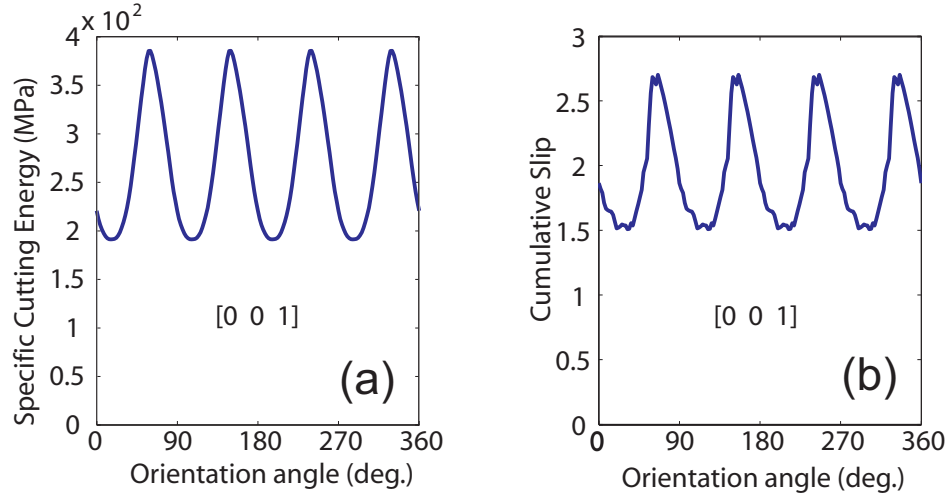 4 x 10²
3.5
3
2.5
2
1.5
1
0.5
0
Specific Cutting Energy (MPa)
[0 0 1]
(a)
0 90 180 270 360
Orientation angle (deg.)
(b)
3
2.5
2
1.5
1
0.5
0
Cumulative Slip
[0 0 1]
0 90 180 270 360
Orientation angle (deg.)